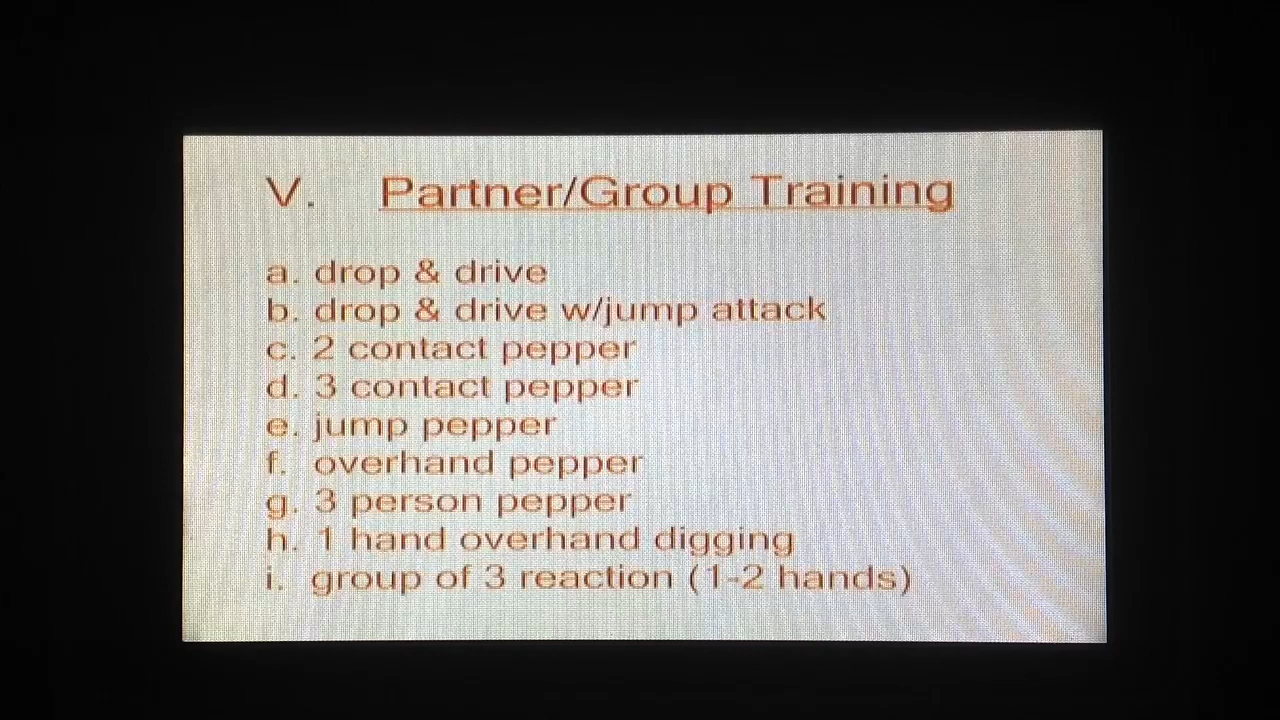 V. Partner/Group Training
a. drop & drive
b. drop & drive w/jump attack
c. 2 contact pepper
d. 3 contact pepper
e. jump pepper
f. overhand pepper
g. 3 person pepper
h. 1 hand overhand digging
i. group of 3 reaction (1-2 hands)